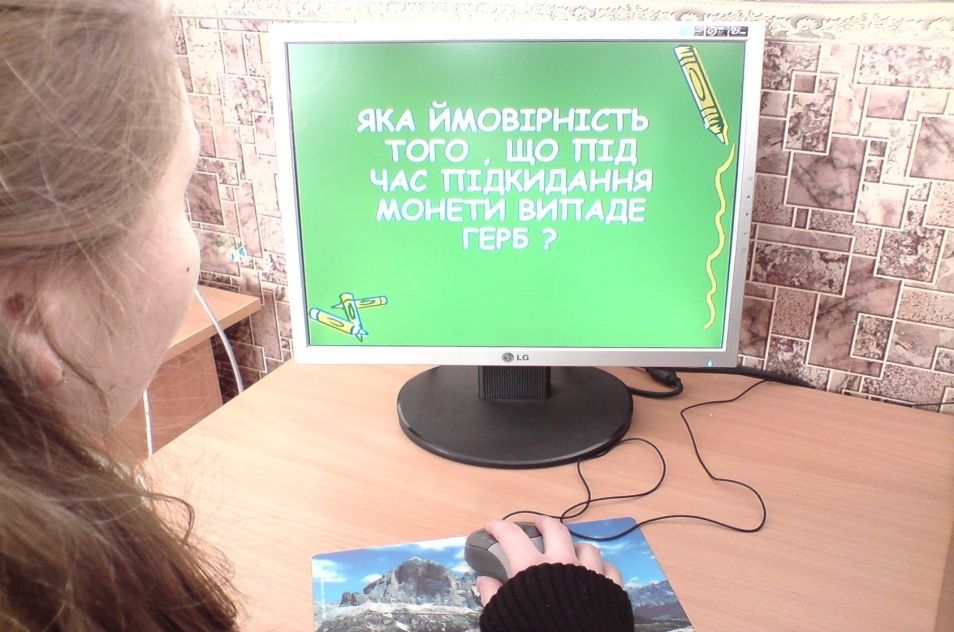 ЯКА ЙМОВІРНІСТЬ
ТОГО , ЩО ПІД
ЧАС ПІДКИДАННЯ
МОНЕТИ ВИПАДЕ
ГЕРБ ?
LG